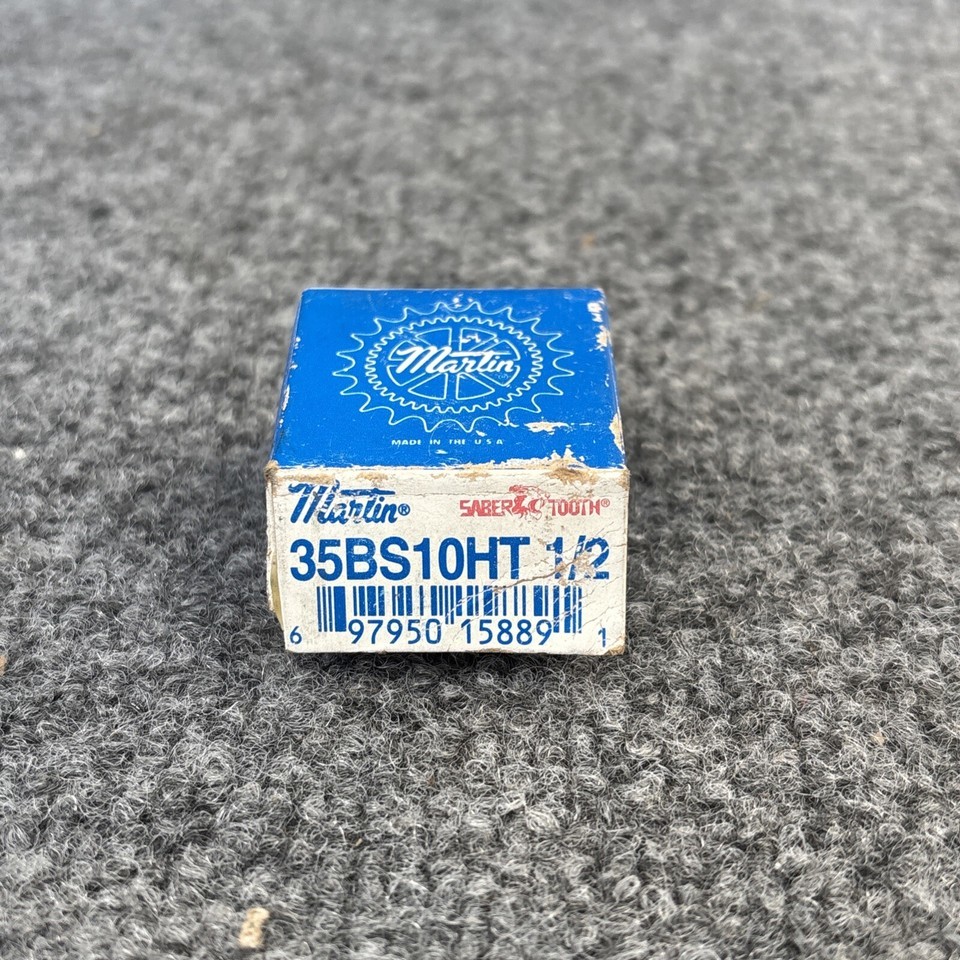 Martin
MADE IN THE U S A
Martin® SABER TOOTH®
35BS10HT 1/2
6 97950 15889 1